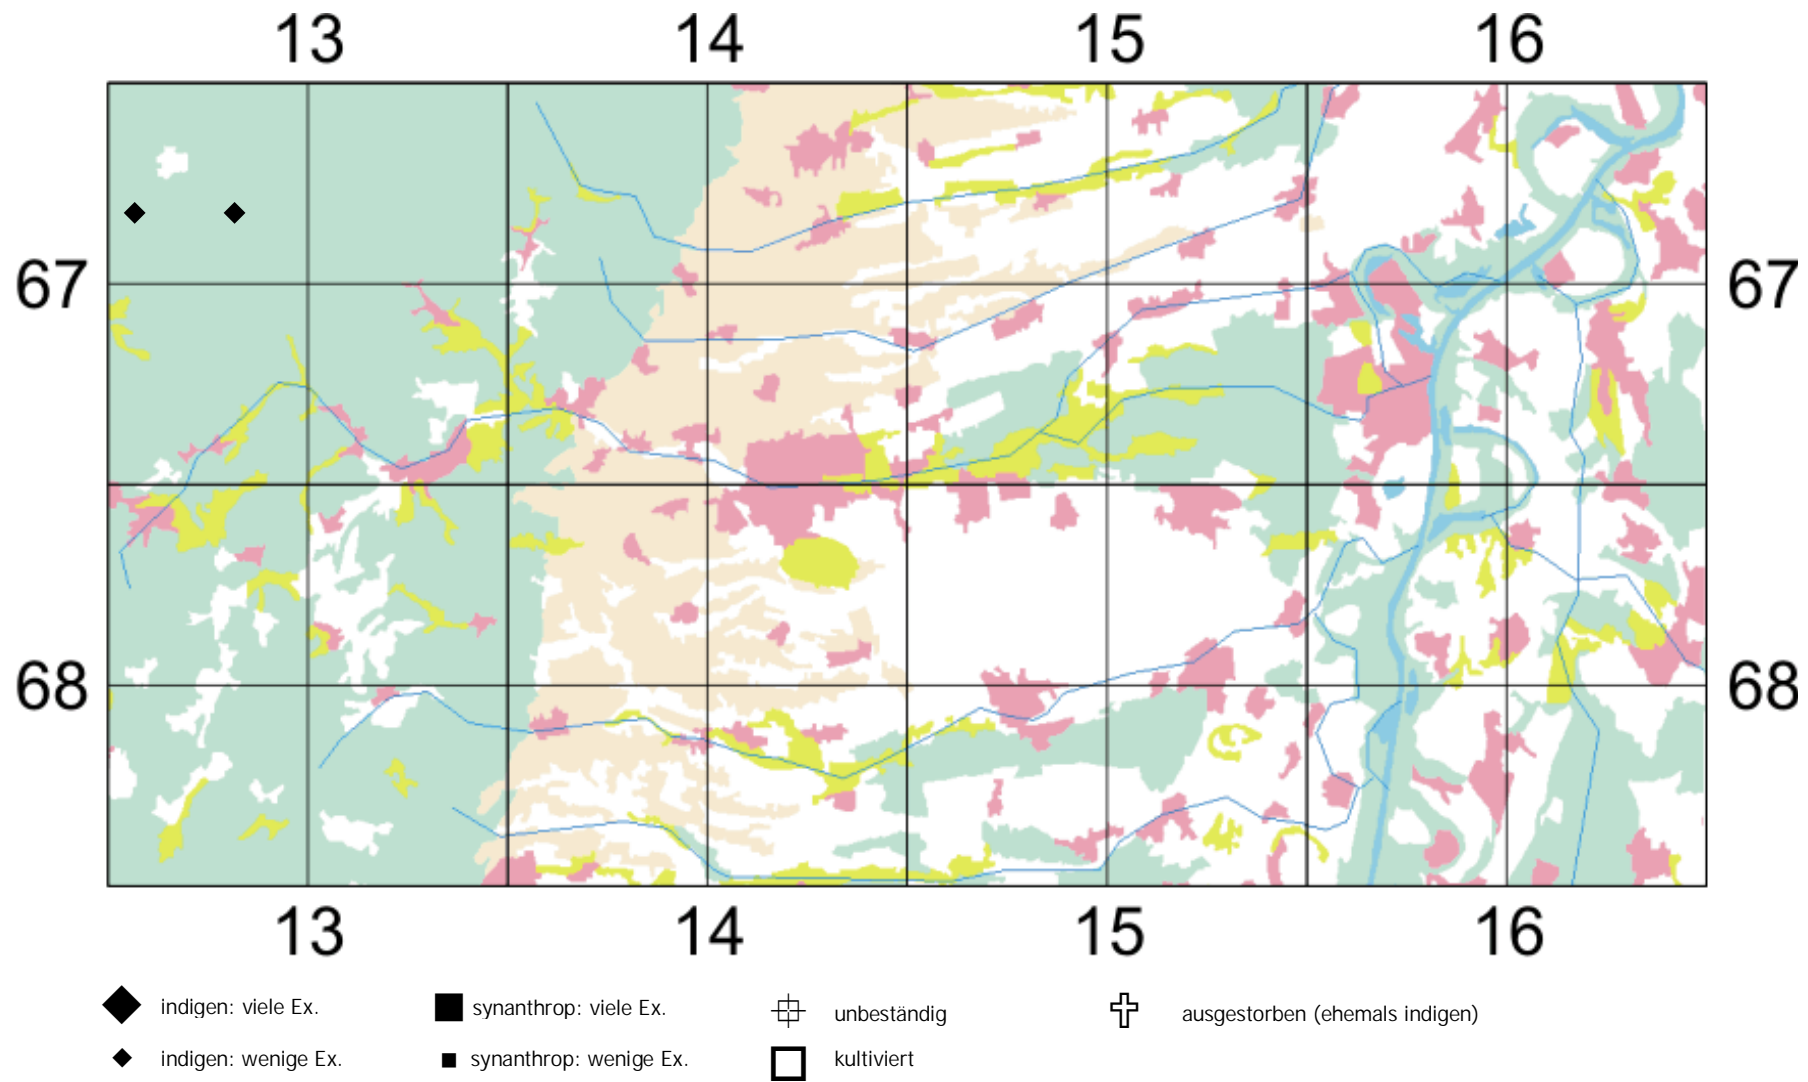 13 14 15 16
67 67
68 68
13 14 15 16
indigen: viele Ex. synanthrop: viele Ex. unbeständig ausgestorben (ehemals indigen)
indigen: wenige Ex. synanthrop: wenige Ex. kultiviert